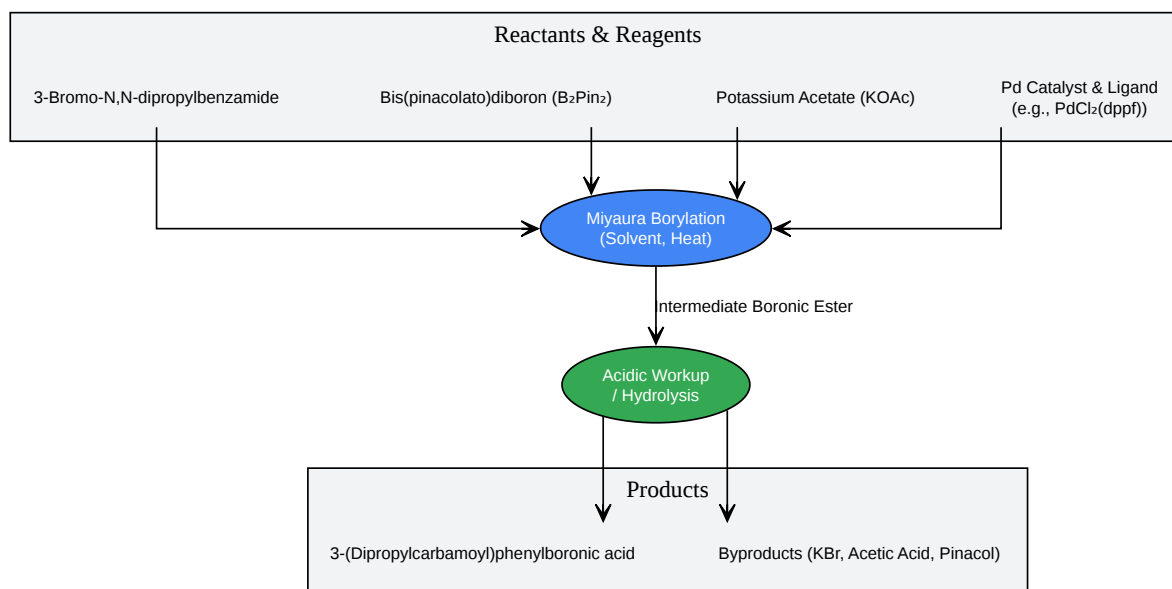 Reactants & Reagents
3-Bromo-N,N-dipropylbenzamide
Bis(pinacolato)diboron (B₂Pin₂)
Potassium Acetate (KOAc)
Pd Catalyst & Ligand
(e.g., PdCl₂(dppf))
Miyaura Borylation
(Solvent, Heat)
Intermediate Boronic Ester
Acidic Workup
/ Hydrolysis
Products
3-(Dipropylcarbamoyl)phenylboronic acid
Byproducts (KBr, Acetic Acid, Pinacol)